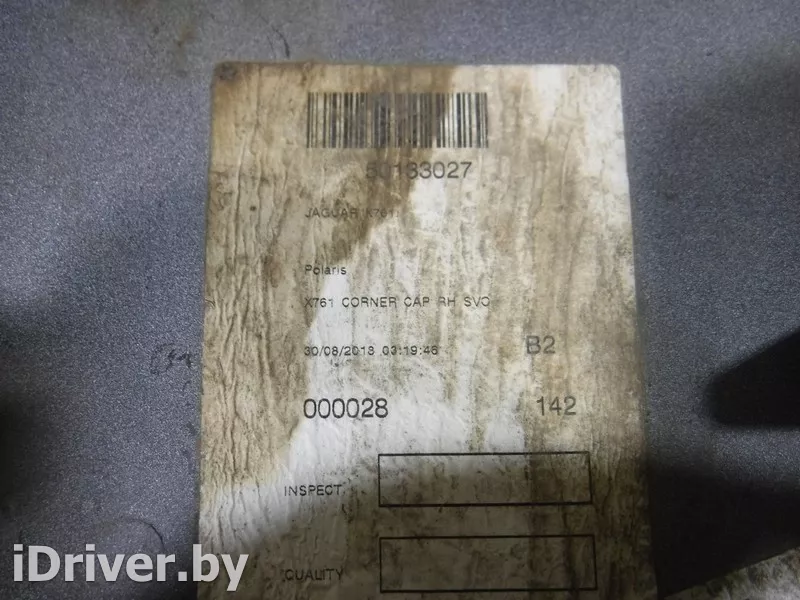 50133027
JAGUAR X761
Polaris
X761 CORNER CAP RH SVO
30/08/2018 03:19:46 B2
000028 142
INSPECT
QUALITY
iDriver.by